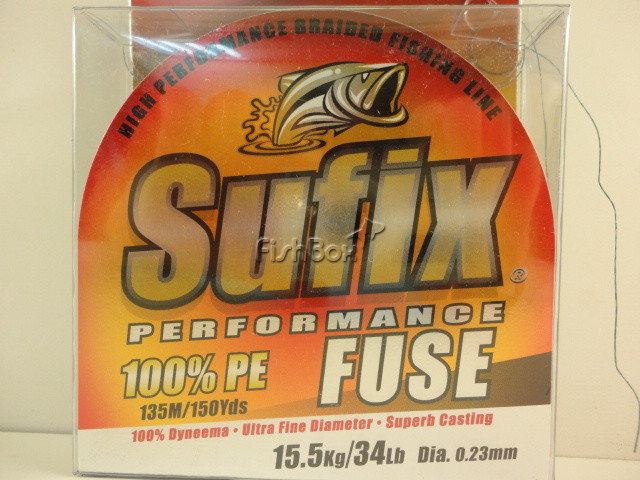 HIGH PERFORMANCE BRAIDED FISHING LINE
Sufix®
FishBox
PERFORMANCE
FUSE
100% PE
135M/150Yds
100% Dyneema • Ultra Fine Diameter • Superb Casting
15.5Kg/34Lb Dia. 0.23mm